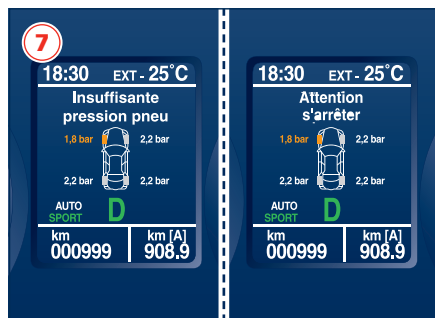 7
18:30 EXT - 25°C
Insuffisante
pression pneu
1,8 bar 2,2 bar
2,2 bar 2,2 bar
AUTO
SPORT D
km km [A]
000999 908.9
18:30 EXT - 25°C
Attention
s'arrêter
1,8 bar 2,2 bar
2,2 bar 2,2 bar
AUTO
SPORT D
km km [A]
000999 908.9